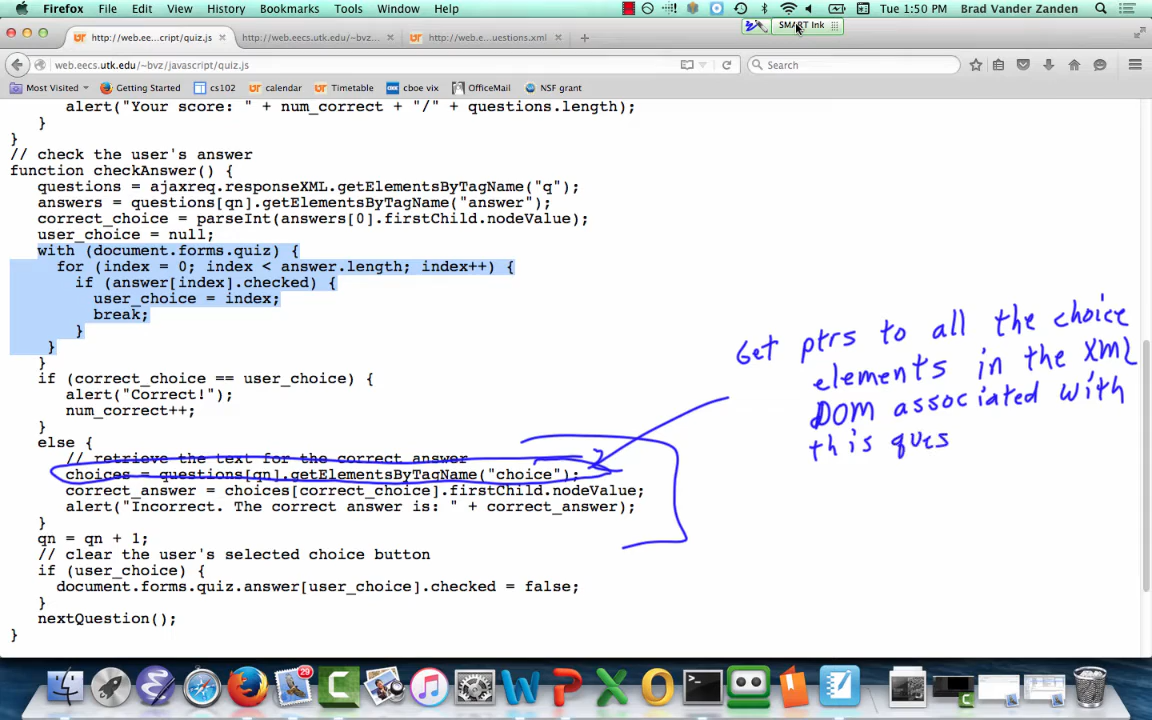 Firefox File Edit View History Bookmarks Tools Window Help Tue 1:50 PM Brad Vander Zanden
SMART Ink
http://web.ee...cript/quiz.js http://web.eecs.utk.edu/~bvz/... http://web.e...uestions.xml
web.eecs.utk.edu/~bvz/javascript/quiz.js Search
Most Visited Getting Started cs102 calendar Timetable cboe vix OfficeMail NSF grant
alert("Your score: " + num_correct + "/" + questions.length);
}
}
// check the user's answer
function checkAnswer() {
questions = ajaxreq.responseXML.getElementsByTagName("q");
answers = questions[qn].getElementsByTagName("answer");
correct_choice = parseInt(answers[0].firstChild.nodeValue);
user_choice = null;
with (document.forms.quiz) {
for (index = 0; index < answer.length; index++) {
if (answer[index].checked) {
user_choice = index;
break;
}
}
}
if (correct_choice == user_choice) {
alert("Correct!");
num_correct++;
}
else {
// retrieve the text for the correct answer
choices = questions[qn].getElementsByTagName("choice");
correct_answer = choices[correct_choice].firstChild.nodeValue;
alert("Incorrect. The correct answer is: " + correct_answer);
}
qn = qn + 1;
// clear the user's selected choice button
if (user_choice) {
document.forms.quiz.answer[user_choice].checked = false;
}
nextQuestion();
}
Get ptrs to all the choice
elements in the XML
DOM associated with
this ques
29